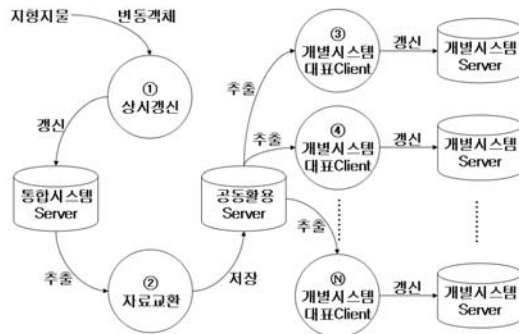 지형지물
변동객체
①
상시갱신
갱신
통합시스템
Server
추출
②
자료교환
저장
공동활용
Server
추출
③
개별시스템
대표Client
갱신
개별시스템
Server
추출
④
개별시스템
대표Client
갱신
개별시스템
Server
추출
Ⓝ
개별시스템
대표Client
갱신
개별시스템
Server